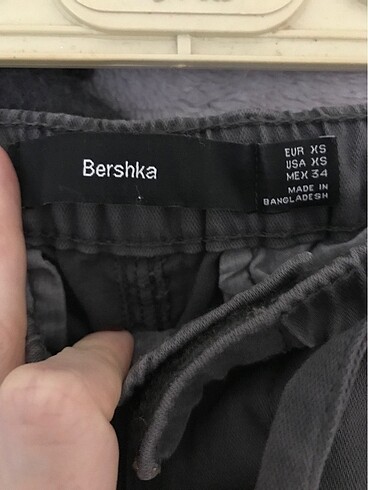 Bershka
EUR XS
USA XS
MEX 34
MADE IN
BANGLADESH